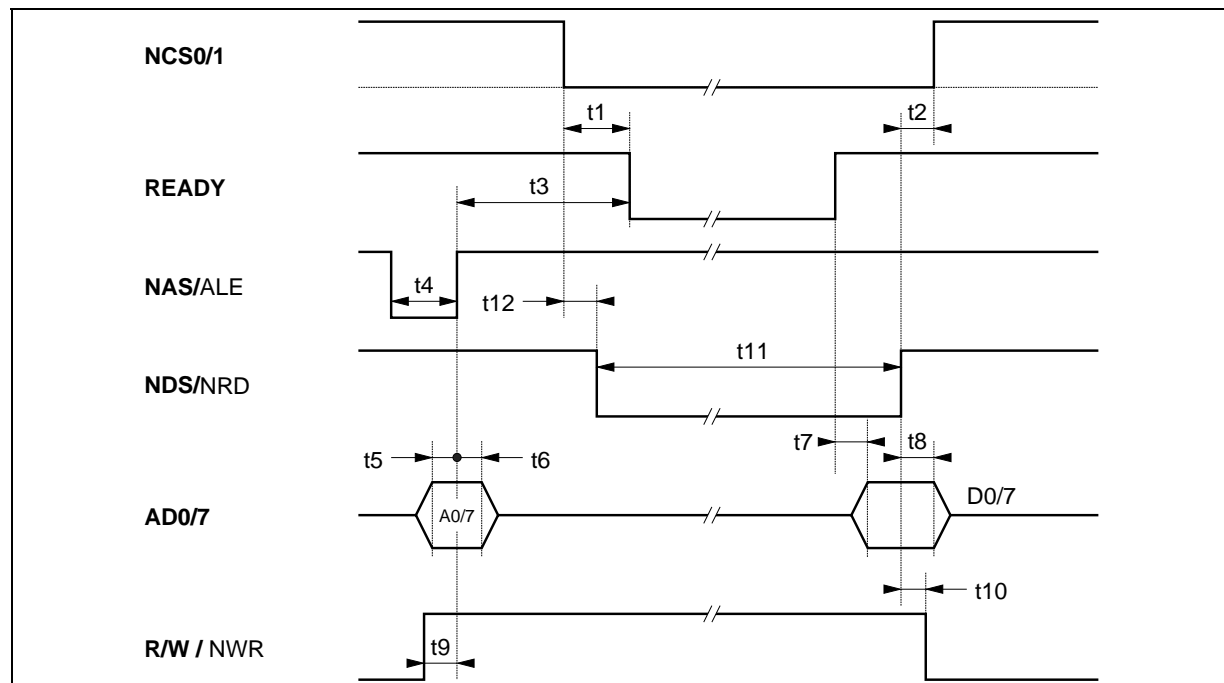 NCS0/1
t1
t2
READY
t3
NAS/ALE
t4
t12
NDS/NRD
t11
t5
t6
t7
t8
AD0/7
A0/7
D0/7
t10
R/W / NWR
t9